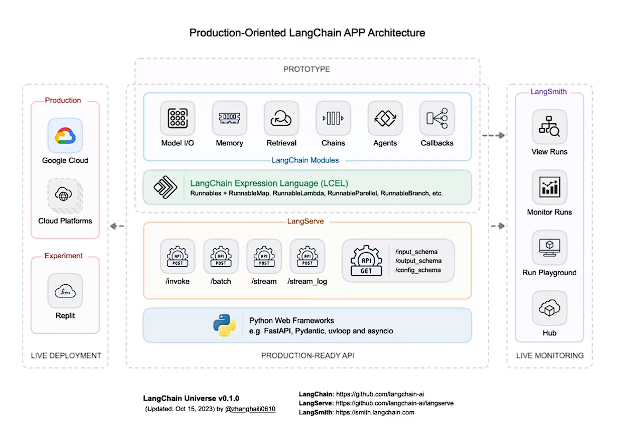 Production-Oriented LangChain APP Architecture
PROTOTYPE
Production
Google Cloud
Cloud Platforms
Experiment
Replit
LIVE DEPLOYMENT
Model I/O
Memory
Retrieval
Chains
Agents
Callbacks
LangChain Modules
LangChain Expression Language (LCEL)
Runnables + RunnableMap, RunnableLambda, RunnableParellel, RunnableBranch, etc.
LangServe
API
POST
/invoke
API
POST
/batch
API
POST
/stream
API
POST
/stream_log
API
GET
/input_schema
/output_schema
/config_schema
Python Web Frameworks
e.g. FastAPI, Pydantic, uvloop and asyncio
PRODUCTION-READY API
LangSmith
View Runs
Monitor Runs
Run Playground
Hub
LIVE MONITORING
LangChain Universe v0.1.0
(Updated: Oct 15, 2023) by @zhanghaili0610
LangChain: https://github.com/langchain-ai
LangServe: https://github.com/langchain-ai/langserve
LangSmith: https://smith.langchain.com